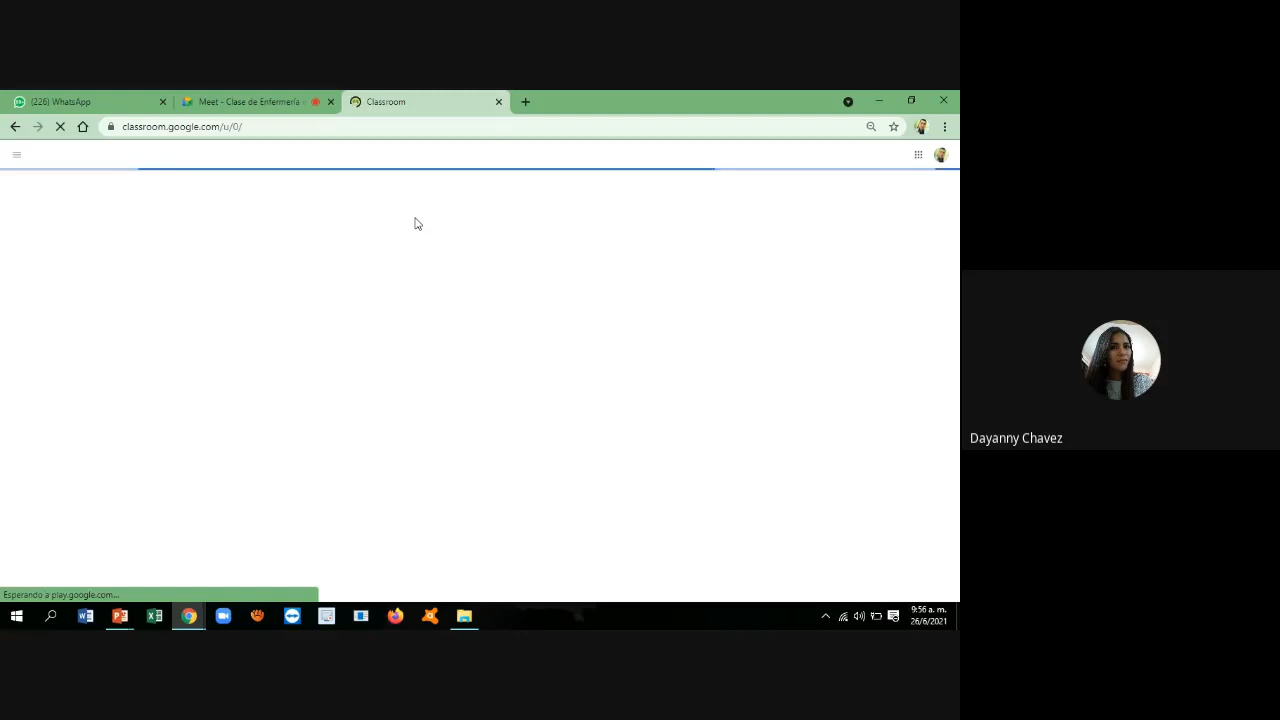 (226) WhatsApp
Meet - Clase de Enfermería
Classroom
classroom.google.com/u/0/
Dayanny Chavez
Esperando a play.google.com...
9:56 a. m.
26/6/2021